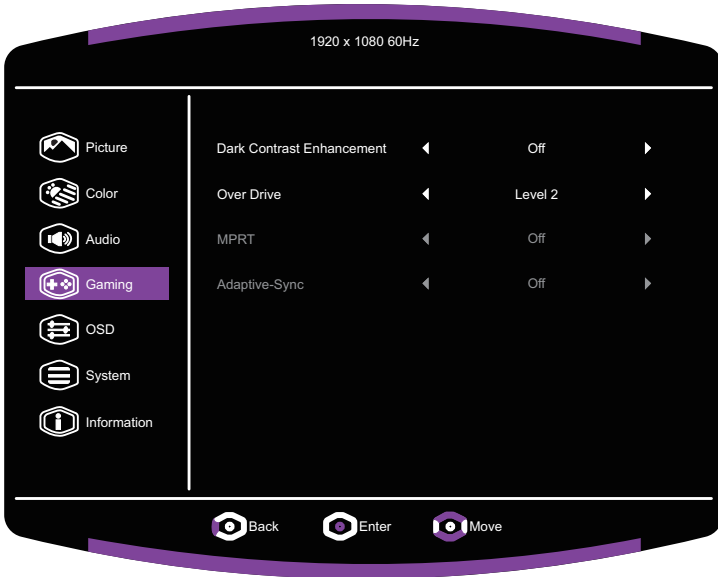 1920 x 1080 60Hz
Picture
Color
Audio
Gaming
OSD
System
Information
Dark Contrast Enhancement Off
Over Drive Level 2
MPRT Off
Adaptive-Sync Off
Back Enter Move